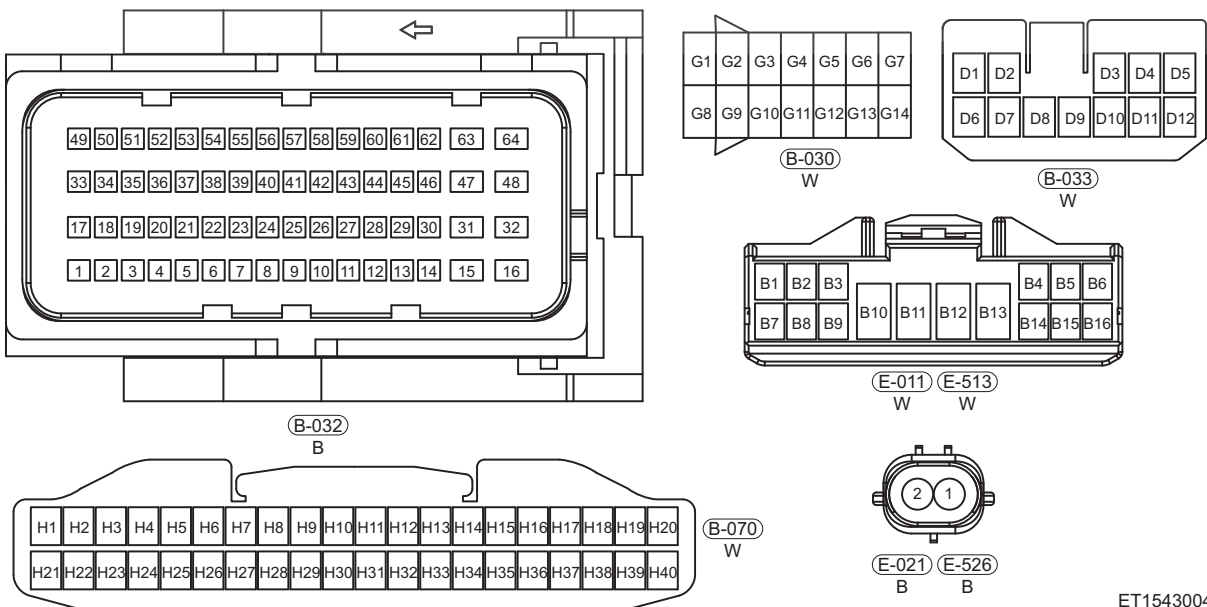 49 50 51 52 53 54 55 56 57 58 59 60 61 62 63 64
33 34 35 36 37 38 39 40 41 42 43 44 45 46 47 48
17 18 19 20 21 22 23 24 25 26 27 28 29 30 31 32
1 2 3 4 5 6 7 8 9 10 11 12 13 14 15 16
B-032
B
G1 G2 G3 G4 G5 G6 G7
G8 G9 G10 G11 G12 G13 G14
B-030
W
D1 D2 D3 D4 D5
D6 D7 D8 D9 D10 D11 D12
B-033
W
B1 B2 B3 B4 B5 B6
B10 B11 B12 B13
B7 B8 B9 B14 B15 B16
E-011 E-513
W W
H1 H2 H3 H4 H5 H6 H7 H8 H9 H10 H11 H12 H13 H14 H15 H16 H17 H18 H19 H20
H21 H22 H23 H24 H25 H26 H27 H28 H29 H30 H31 H32 H33 H34 H35 H36 H37 H38 H39 H40
B-070
W
2 1
E-021 E-526
B B
ET1543004